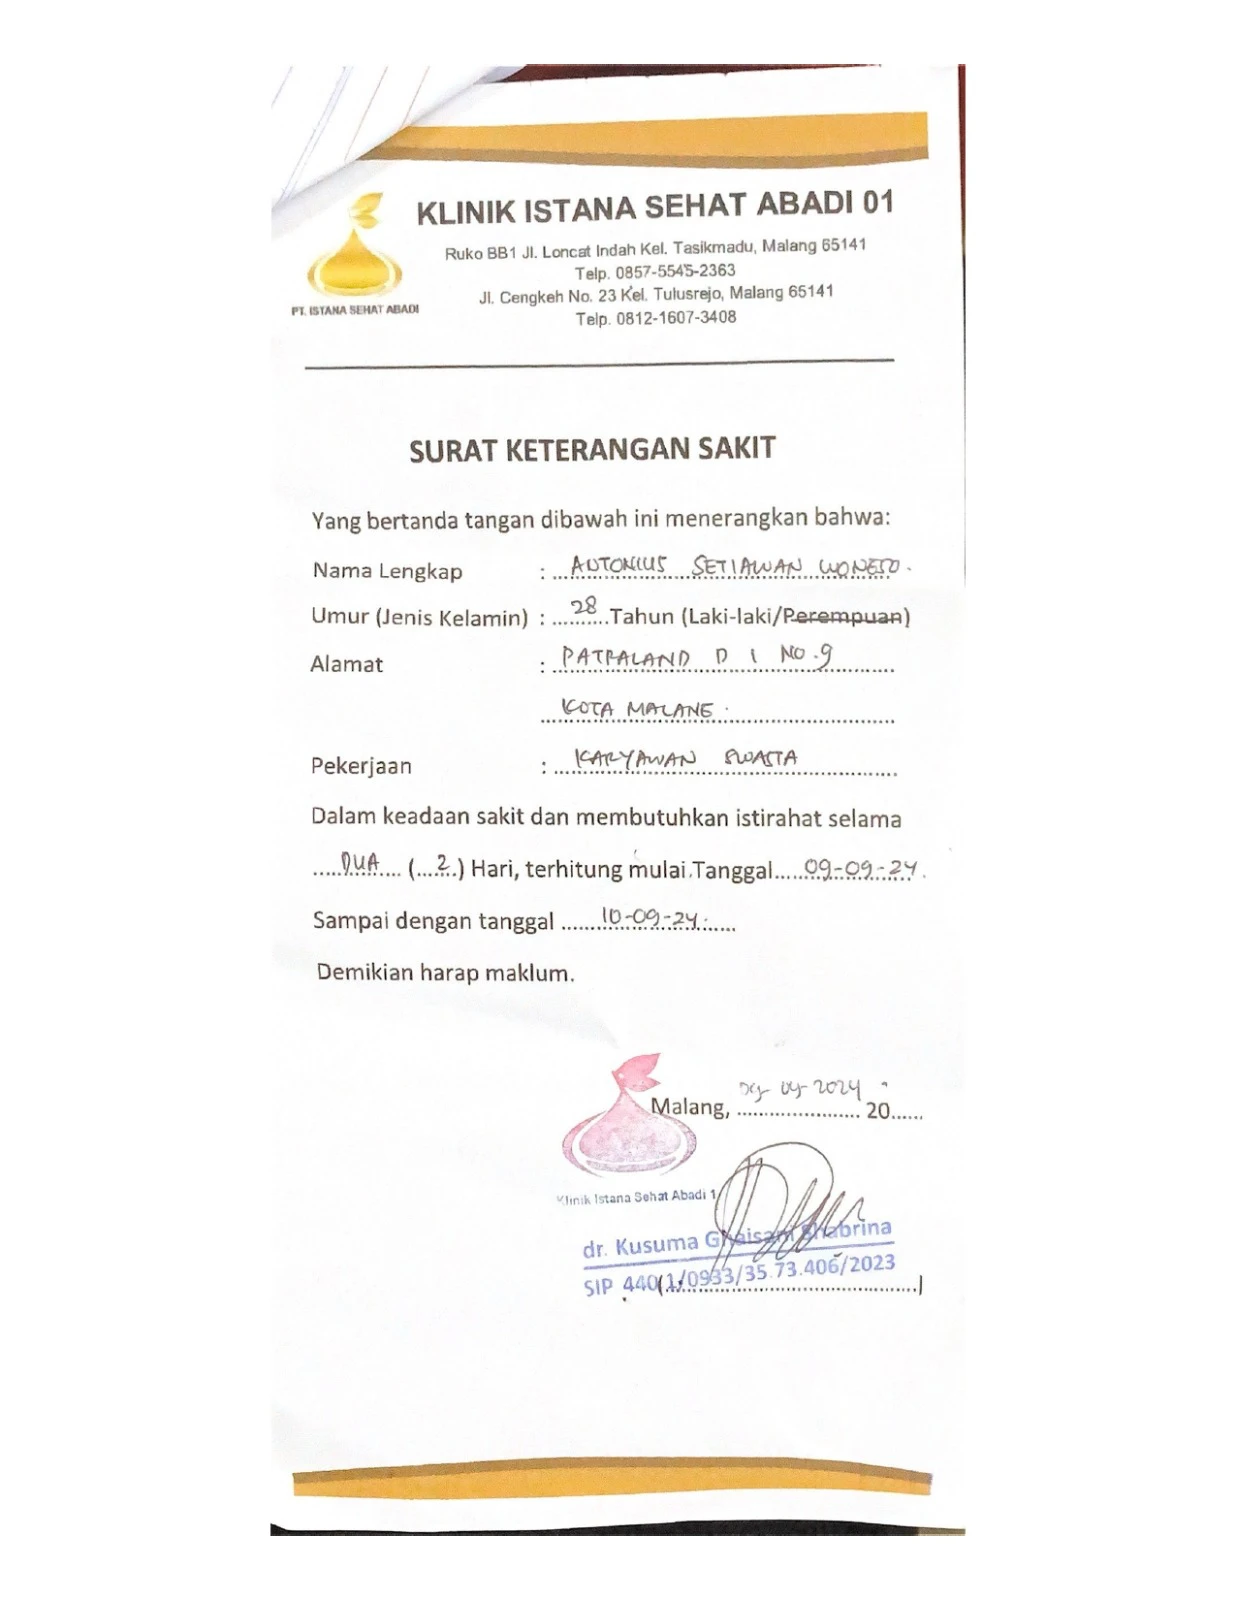 KLINIK ISTANA SEHAT ABADI 01
Ruko BB1 Jl. Loncat Indah Kel. Tasikmadu, Malang 65141
Telp. 0857-5545-2363
Jl. Cengkeh No. 23 Kel. Tulusrejo, Malang 65141
Telp. 0812-1607-3408
PT. ISTANA SEHAT ABADI
SURAT KETERANGAN SAKIT
Yang bertanda tangan dibawah ini menerangkan bahwa:
Nama Lengkap : ANTONIUS SETIAWAN
Umur (Jenis Kelamin) : 28 Tahun (Laki-laki/Perempuan)
Alamat : PATRALAND D 1 NO.9
KOTA MALANG
Pekerjaan : KARYAWAN SWASTA
Dalam keadaan sakit dan membutuhkan istirahat selama
DUA (2) Hari, terhitung mulai Tanggal 09-09-24.
Sampai dengan tanggal 10-09-24.
Demikian harap maklum.
Malang, 09-09-2024 20......
Klinik Istana Sehat Abadi 1
dr. Kusuma Ghaisani Shabrina
SIP 440.1/0933/35.73.406/2023